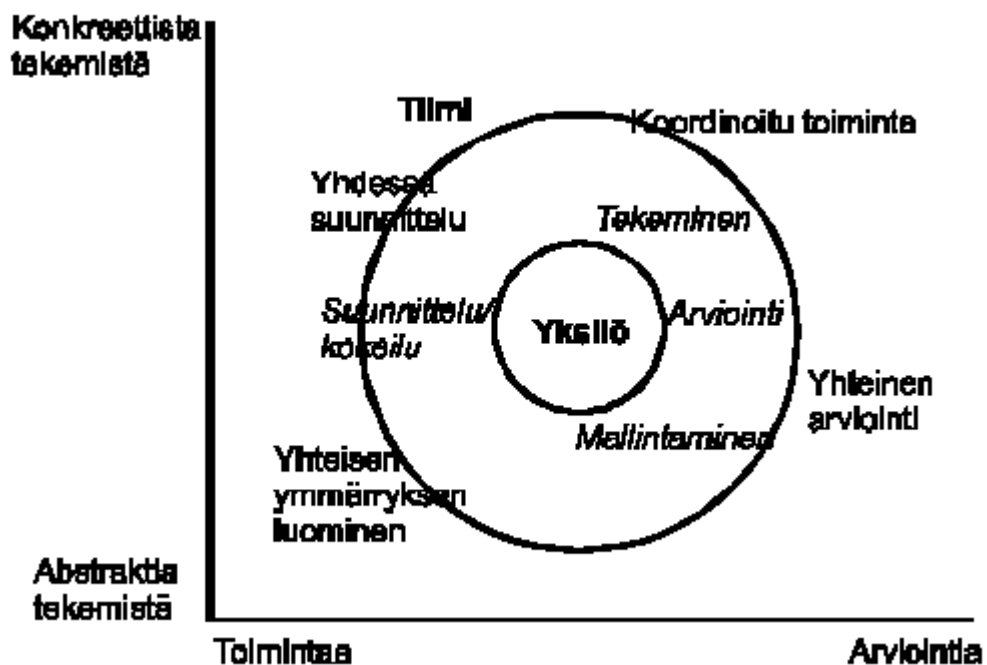 Konkreettista
tekemistä
Tiimi
Koordinoitu toiminta
Yhdessä
suunnittelu
Tekeminen
Suunnittelu/
kokeilu
Yksilö
Arviointi
Yhteinen
arviointi
Mallintaminen
Yhteisen
ymmärryksen
luominen
Abstraktia
tekemistä
Toimintaa
Arviointia